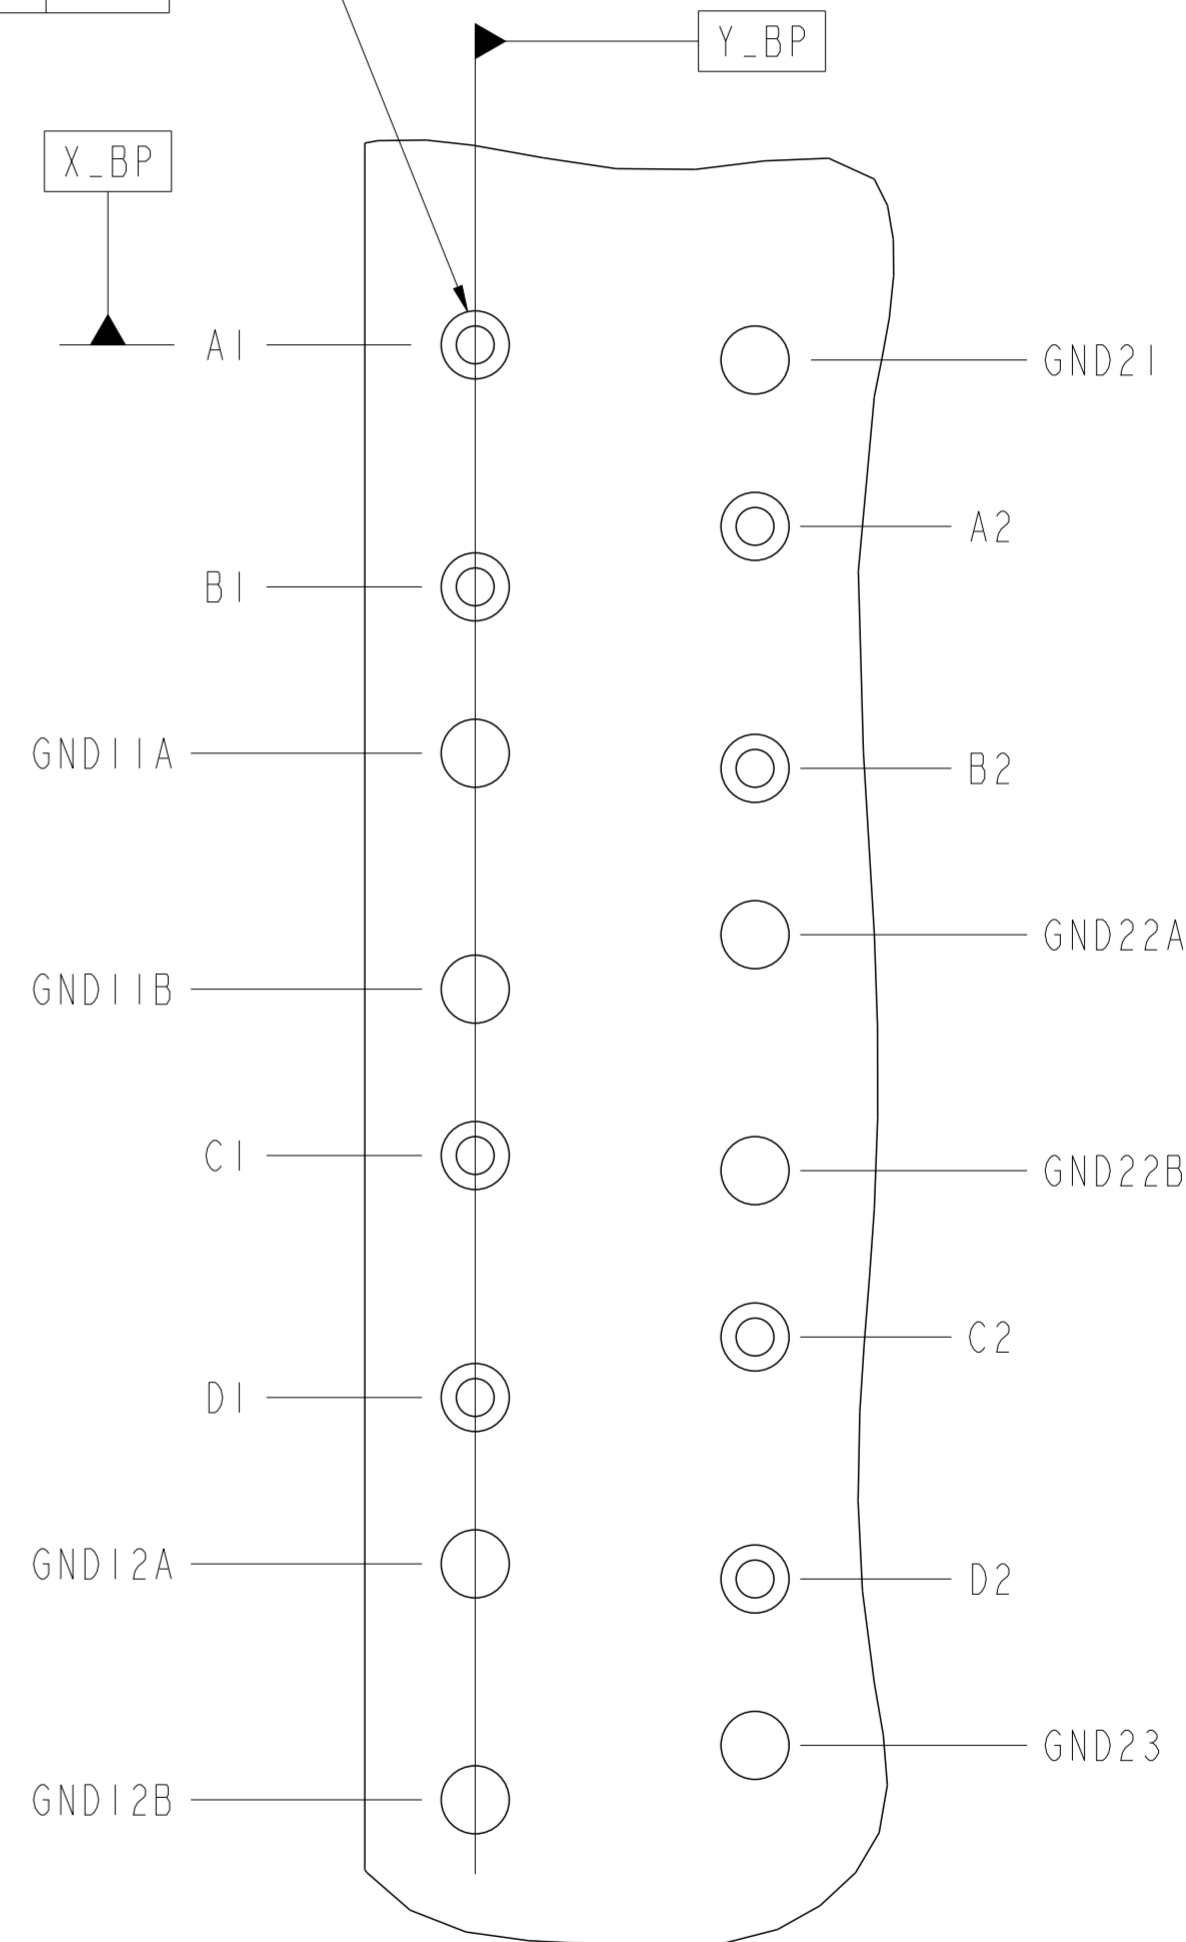 Y_BP
X_BP
A1
GND21
A2
B1
GND11A
B2
GND22A
GND11B
C1
GND22B
C2
D1
GND12A
D2
GND23
GND12B